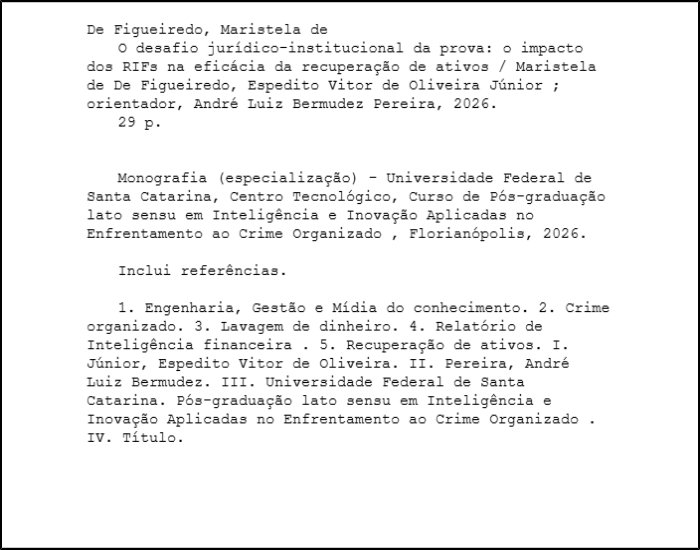 De Figueiredo, Maristela de
O desafio jurídico-institucional da prova: o impacto
dos RIFs na eficácia da recuperação de ativos / Maristela
de De Figueiredo, Espedito Vitor de Oliveira Júnior ;
orientador, André Luiz Bermudez Pereira, 2026.
29 p.
Monografia (especialização) - Universidade Federal de
Santa Catarina, Centro Tecnológico, Curso de Pós-graduação
lato sensu em Inteligência e Inovação Aplicadas no
Enfrentamento ao Crime Organizado , Florianópolis, 2026.
Inclui referências.
1. Engenharia, Gestão e Mídia do conhecimento. 2. Crime
organizado. 3. Lavagem de dinheiro. 4. Relatório de
Inteligência financeira . 5. Recuperação de ativos. I.
Júnior, Espedito Vitor de Oliveira. II. Pereira, André
Luiz Bermudez. III. Universidade Federal de Santa
Catarina. Pós-graduação lato sensu em Inteligência e
Inovação Aplicadas no Enfrentamento ao Crime Organizado .
IV. Título.